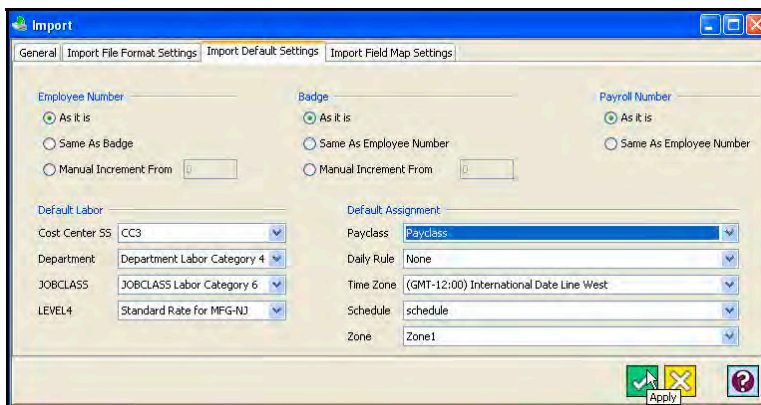 Import
General Import File Format Settings Import Default Settings Import Field Map Settings
Employee Number Badge Payroll Number
As it is As it is As it is
Same As Badge Same As Employee Number Same As Employee Number
Manual Increment From 0 Manual Increment From 0
Default Labor Default Assignment
Cost Center SS CC3 Payclass Payclass
Department Department Labor Category 4 Daily Rule None
JOBCLASS JOBCLASS Labor Category 6 Time Zone (GMT-12:00) International Date Line West
LEVEL4 Standard Rate for MFG-NJ Schedule schedule
Zone Zone1
Apply